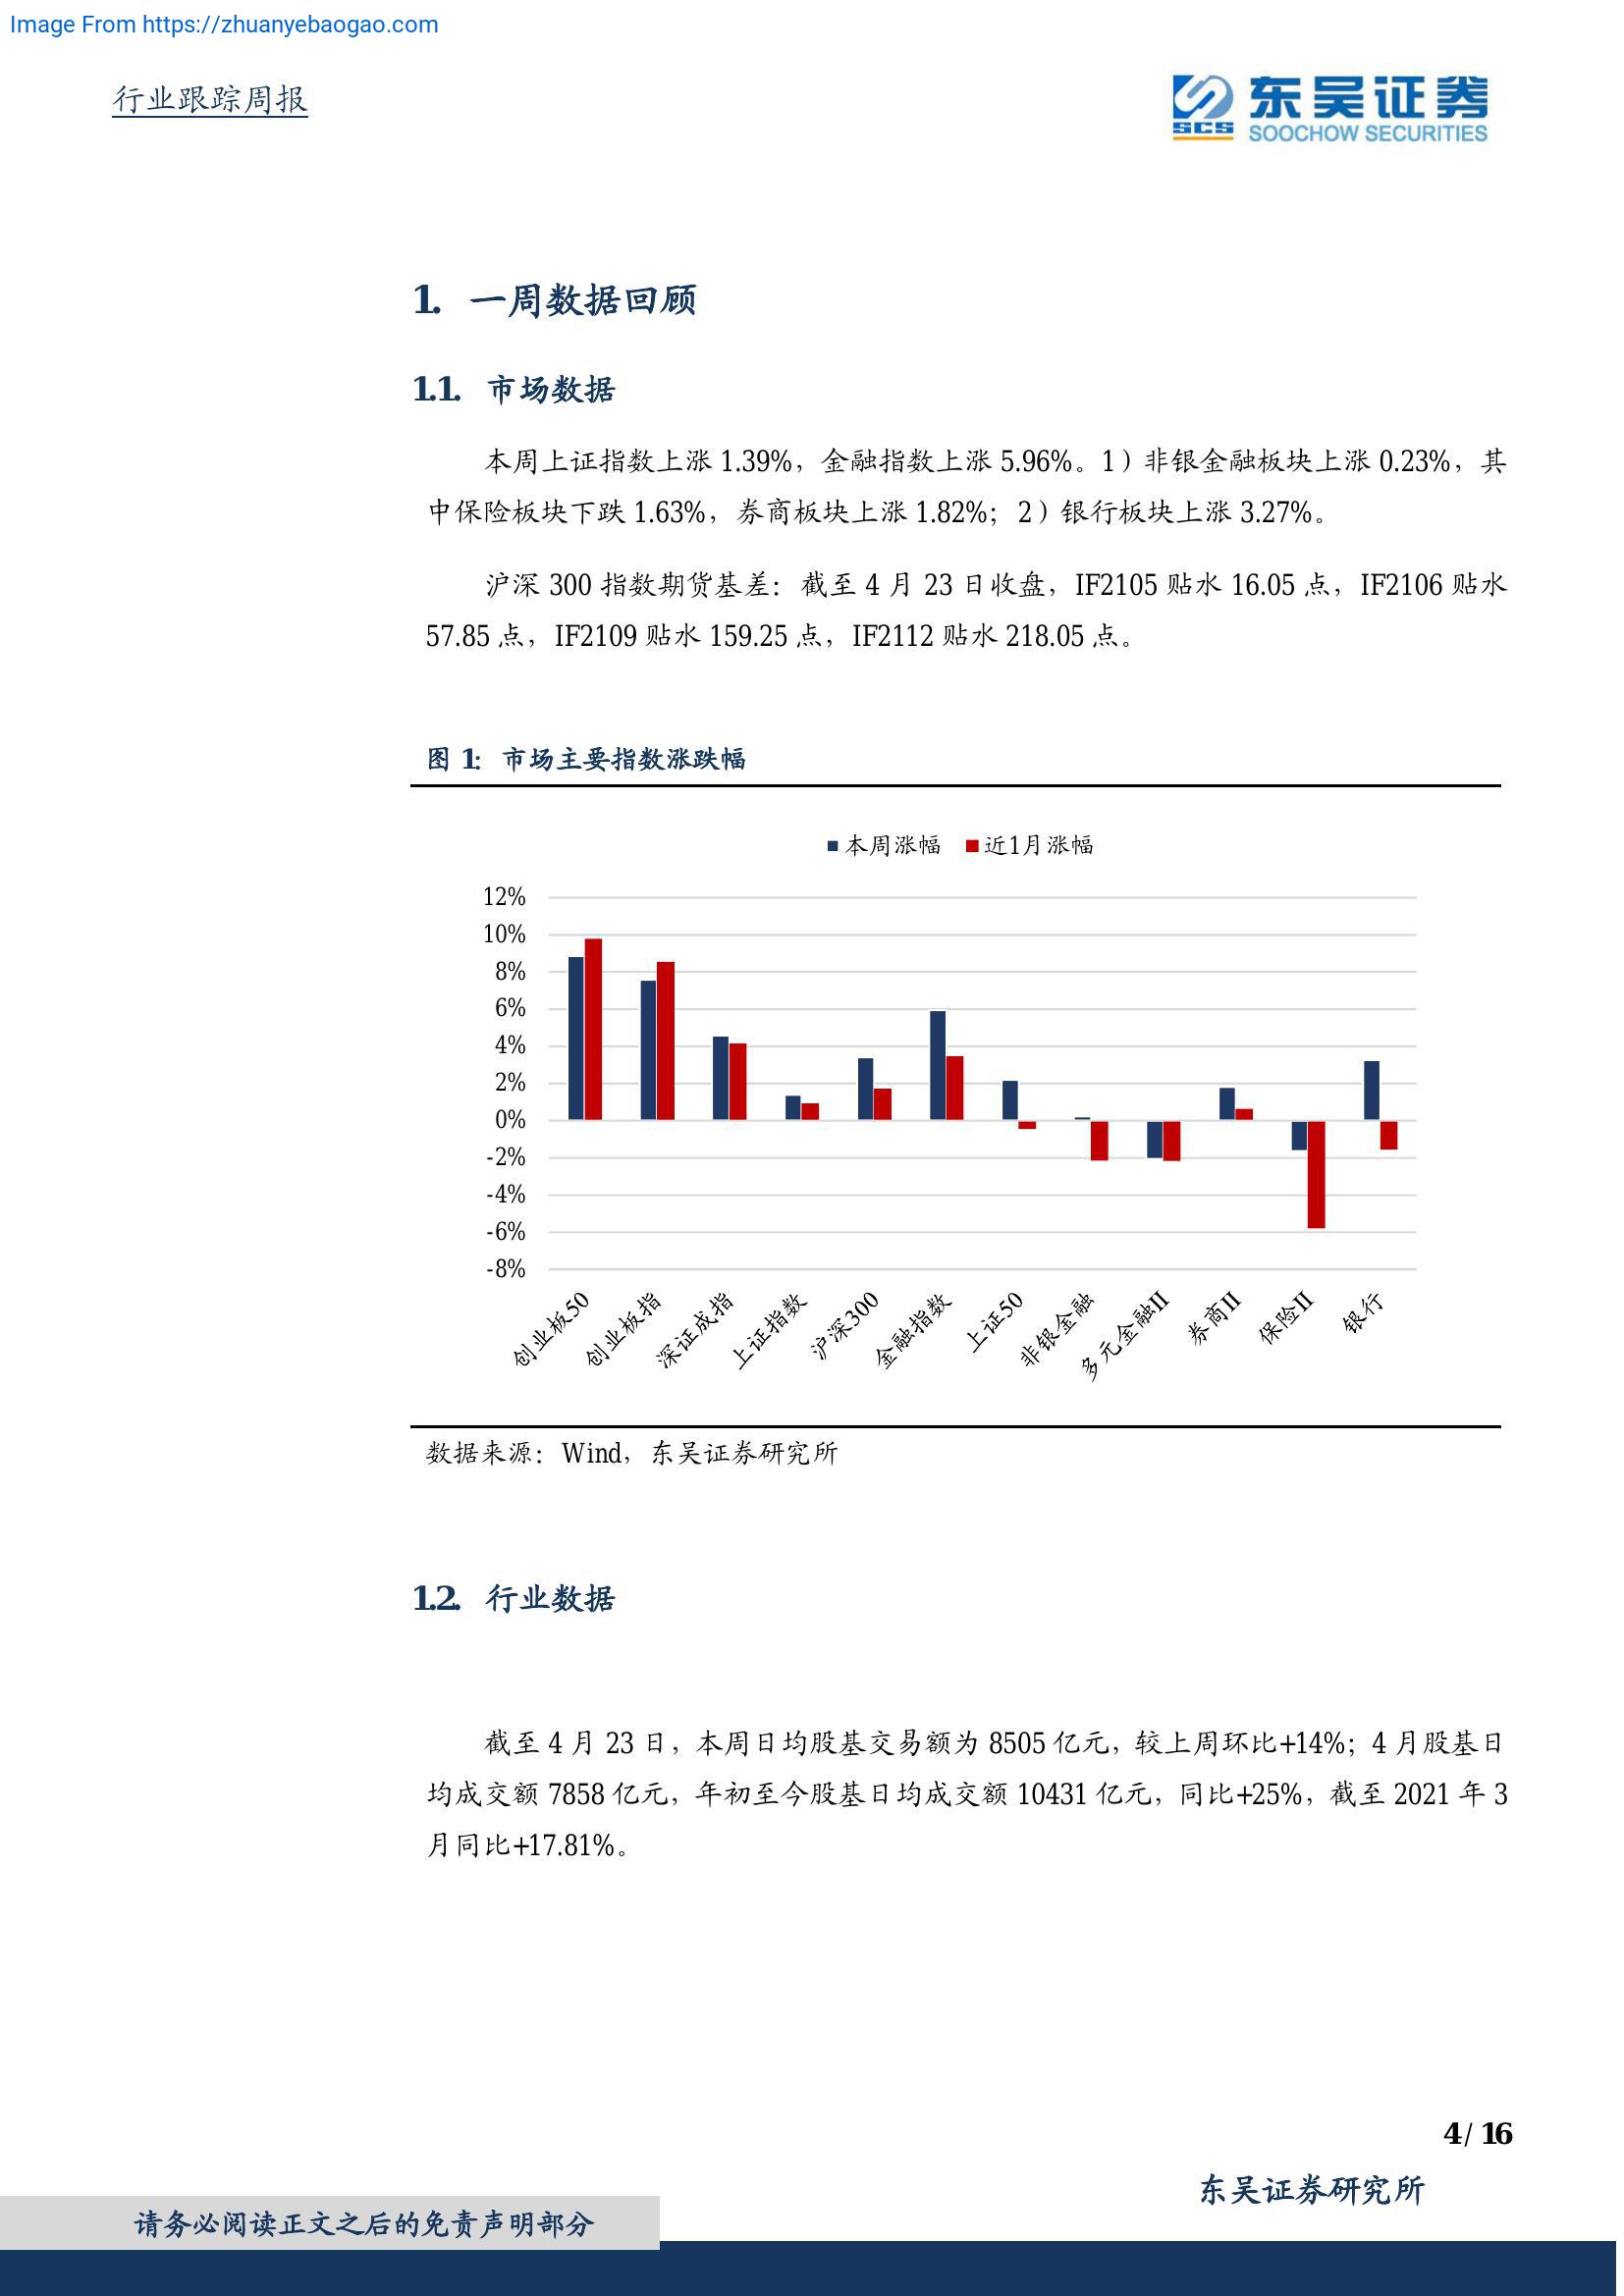 Image From https://zhuanyebaogao.com
行业跟踪周报
东吴证券
SCS
SOOCHOW SECURITIES
1. 一周数据回顾
1.1. 市场数据
本周上证指数上涨 1.39%，金融指数上涨 5.96%。1）非银金融板块上涨 0.23%，其
中保险板块下跌 1.63%，券商板块上涨 1.82%；2）银行板块上涨 3.27%。
沪深 300 指数期货基差：截至 4 月 23 日收盘，IF2105 贴水 16.05 点，IF2106 贴水
57.85 点，IF2109 贴水 159.25 点，IF2112 贴水 218.05 点。
图 1: 市场主要指数涨跌幅
本周涨幅 近1月涨幅
12%
10%
8%
6%
4%
2%
0%
-2%
-4%
-6%
-8%
创业板50 创业板指 深证成指 上证指数 沪深300 金融指数 上证50 非银金融 多元金融II 券商II 保险II 银行
数据来源：Wind，东吴证券研究所
1.2. 行业数据
截至 4 月 23 日，本周日均股基交易额为 8505 亿元，较上周环比+14%；4 月股基日
均成交额 7858 亿元，年初至今股基日均成交额 10431 亿元，同比+25%，截至 2021 年 3
月同比+17.81%。
4 / 16
东吴证券研究所
请务必阅读正文之后的免责声明部分